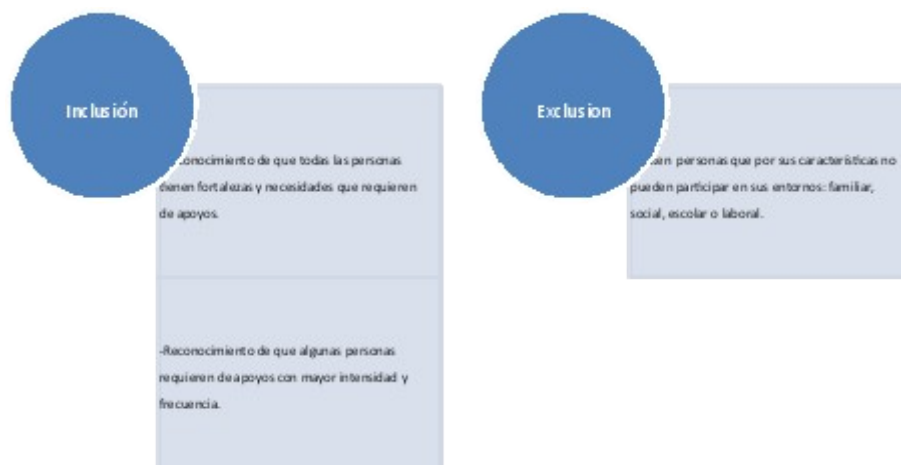 Inclusión
conocimiento de que todas las personas
tienen fortalezas y necesidades que requieren
de apoyos.
-Reconocimiento de que algunas personas
requieren de apoyos con mayor intensidad y
frecuencia.
Exclusion
en personas que por sus características no
pueden participar en sus entornos: familiar,
social, escolar o laboral.